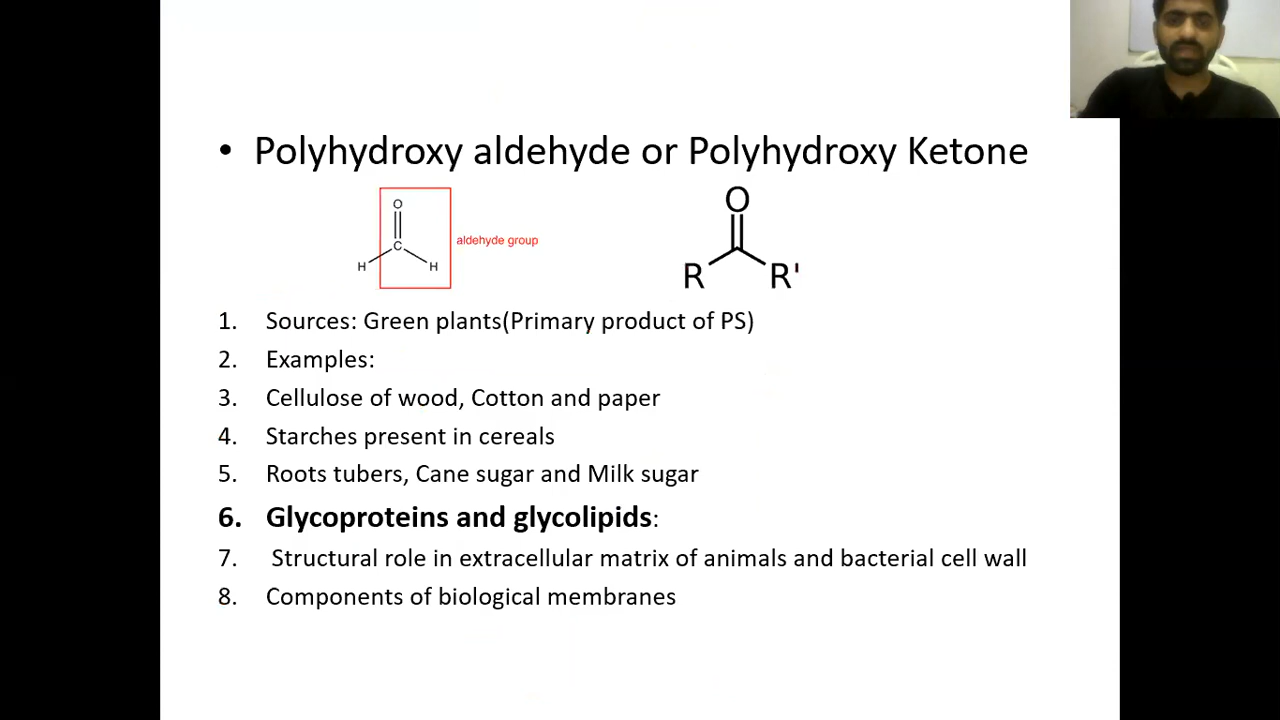 • Polyhydroxy aldehyde or Polyhydroxy Ketone
O
C
H
H
aldehyde group
O
R
R'
1. Sources: Green plants(Primary product of PS)
2. Examples:
3. Cellulose of wood, Cotton and paper
4. Starches present in cereals
5. Roots tubers, Cane sugar and Milk sugar
6. Glycoproteins and glycolipids:
7. Structural role in extracellular matrix of animals and bacterial cell wall
8. Components of biological membranes